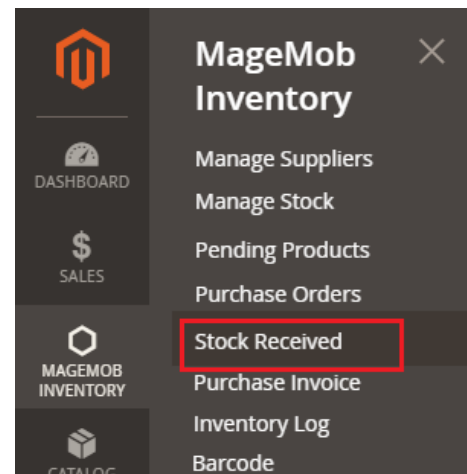 MageMob
Inventory
DASHBOARD
$
SALES
MAGEMOB
INVENTORY
CATALOG
Manage Suppliers
Manage Stock
Pending Products
Purchase Orders
Stock Received
Purchase Invoice
Inventory Log
Barcode